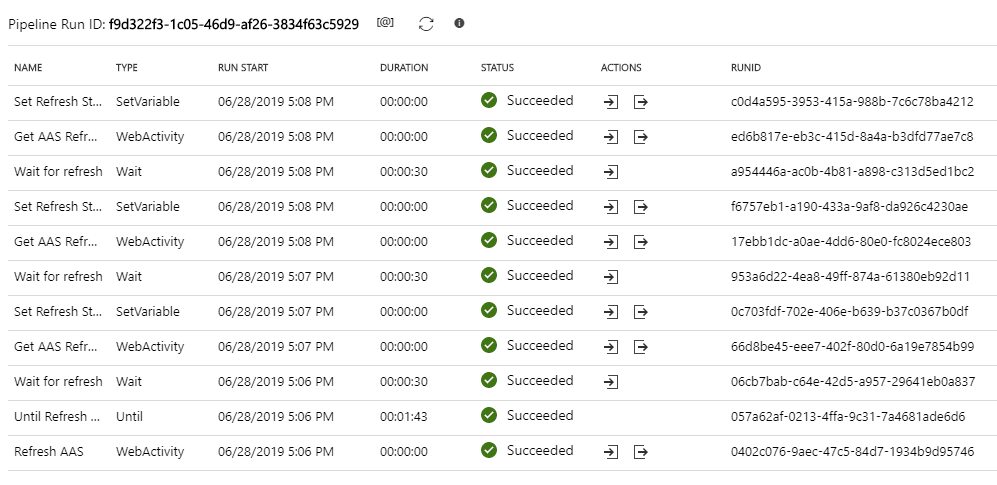 Pipeline Run ID: f9d322f3-1c05-46d9-af26-3834f63c5929 [@]
NAME TYPE RUN START DURATION STATUS ACTIONS RUNID
Set Refresh St... SetVariable 06/28/2019 5:08 PM 00:00:00 Succeeded c0d4a595-3953-415a-988b-7c6c78ba4212
Get AAS Refr... WebActivity 06/28/2019 5:08 PM 00:00:00 Succeeded ed6b817e-eb3c-415d-8a4a-b3dfd77ae7c8
Wait for refresh Wait 06/28/2019 5:08 PM 00:00:30 Succeeded a954446a-ac0b-4b81-a898-c313d5ed1bc2
Set Refresh St... SetVariable 06/28/2019 5:08 PM 00:00:00 Succeeded f6757eb1-a190-433a-9af8-da926c4230ae
Get AAS Refr... WebActivity 06/28/2019 5:08 PM 00:00:00 Succeeded 17ebb1dc-a0ae-4dd6-80e0-fc8024ece803
Wait for refresh Wait 06/28/2019 5:07 PM 00:00:30 Succeeded 953a6d22-4ea8-49ff-874a-61380eb92d11
Set Refresh St... SetVariable 06/28/2019 5:07 PM 00:00:00 Succeeded 0c703fdf-702e-406e-b639-b37c0367b0df
Get AAS Refr... WebActivity 06/28/2019 5:07 PM 00:00:00 Succeeded 66d8be45-eee7-402f-80d0-6a19e7854b99
Wait for refresh Wait 06/28/2019 5:06 PM 00:00:30 Succeeded 06cb7bab-c64e-42d5-a957-29641eb0a837
Until Refresh ... Until 06/28/2019 5:06 PM 00:01:43 Succeeded 057a62af-0213-4ffa-9c31-7a4681ade6d6
Refresh AAS WebActivity 06/28/2019 5:06 PM 00:00:00 Succeeded 0402c076-9aec-47c5-84d7-1934b9d95746